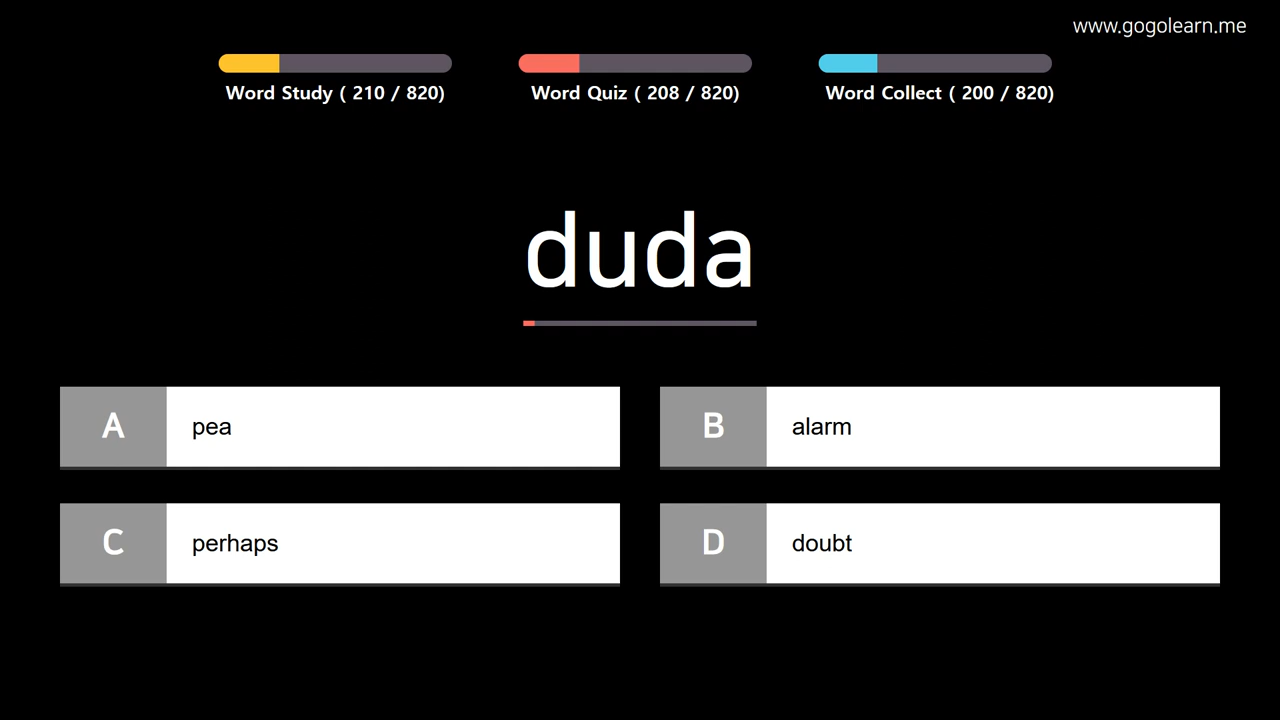 www.gogolearn.me
Word Study ( 210 / 820)
Word Quiz ( 208 / 820)
Word Collect ( 200 / 820)
duda
A pea
B alarm
C perhaps
D doubt